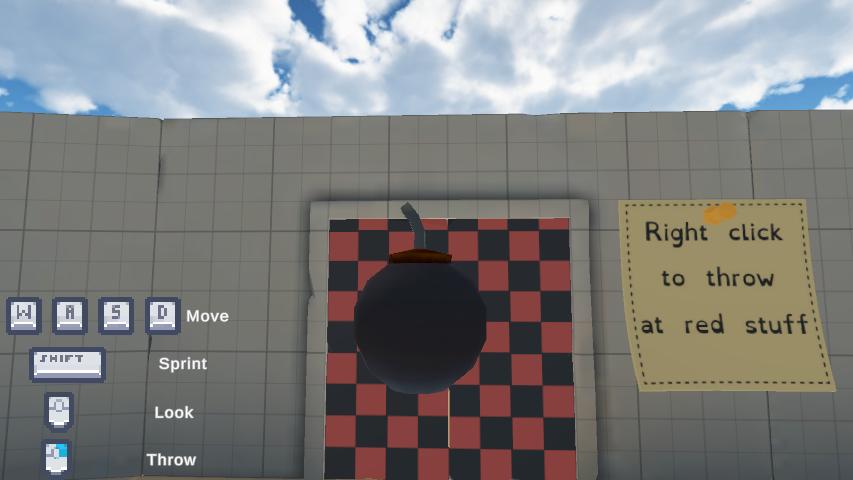 Right click
to throw
at red stuff
W A S D Move
SHIFT Sprint
Look
Throw